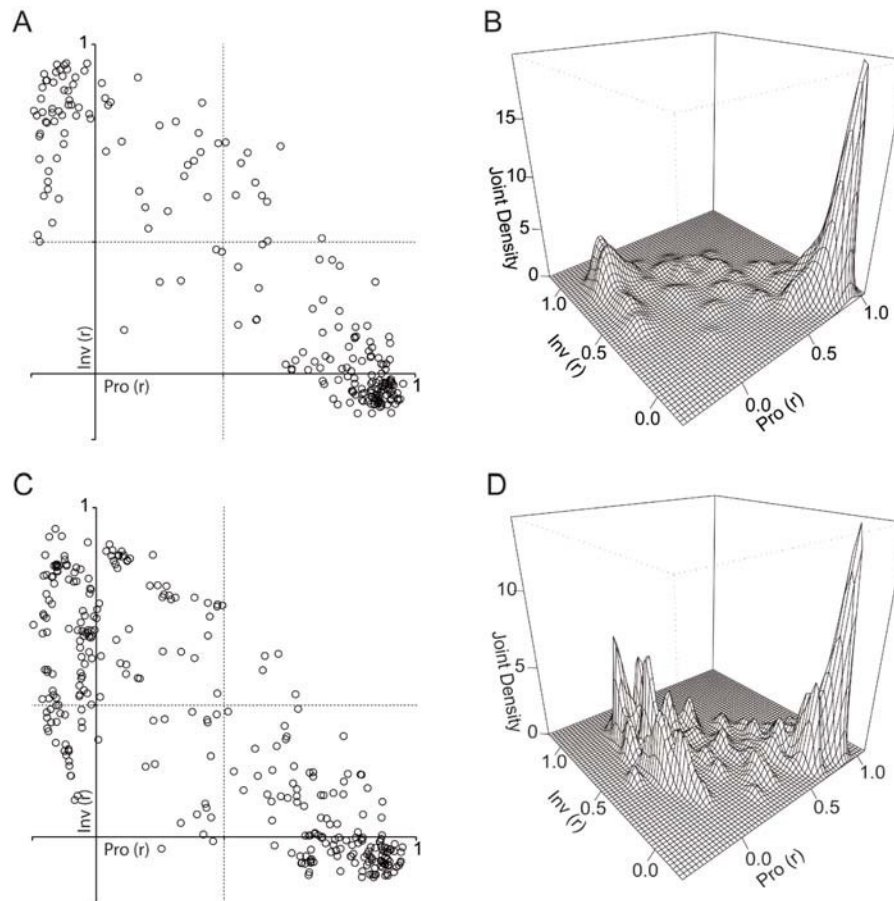 A
1
Inv (r)
Pro (r)
1
B
15
10
5
0
Joint Density
1.0
0.5
0.0
Inv (r)
0.0
0.5
1.0
Pro (r)
C
1
Inv (r)
Pro (r)
1
D
10
5
0
Joint Density
1.0
0.5
0.0
Inv (r)
0.0
0.5
1.0
Pro (r)